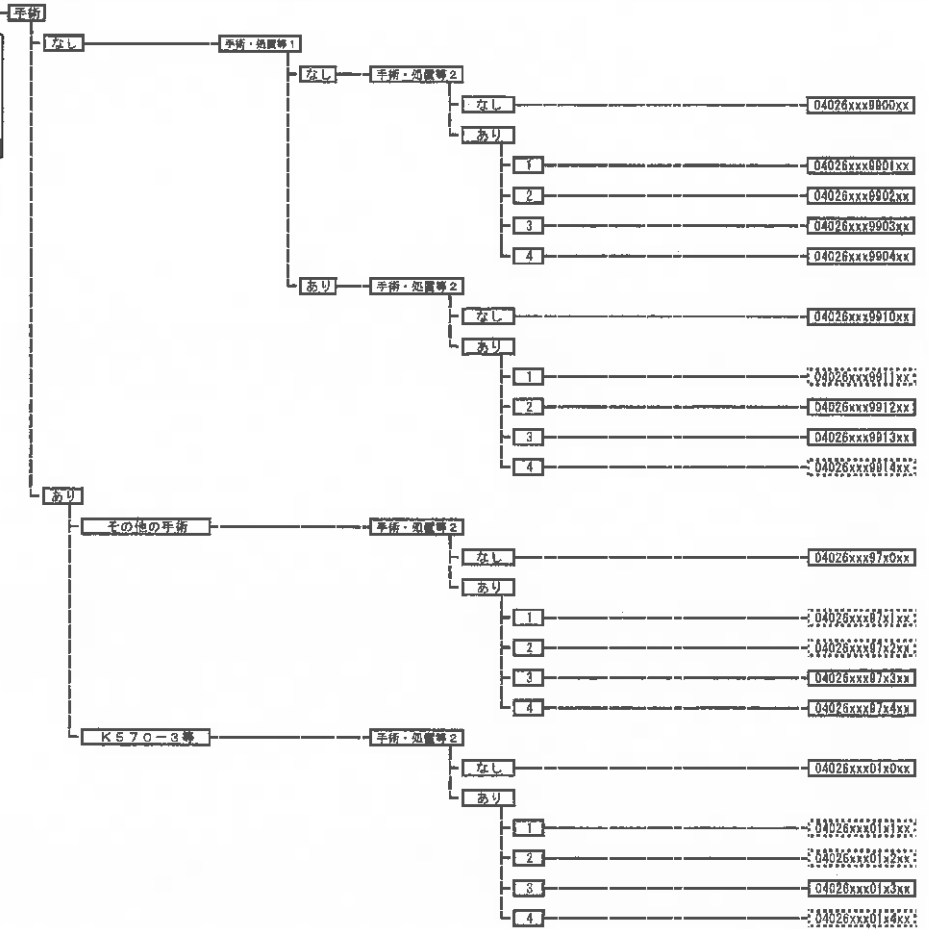 手術
なし 手術・処置等1
なし 手術・処置等2
なし 04026xxx9900xx
あり
1 04026xxx9901xx
2 04026xxx9902xx
3 04026xxx9903xx
4 04026xxx9904xx
あり 手術・処置等2
なし 04026xxx9910xx
あり
1 04026xxx9911xx
2 04026xxx9912xx
3 04026xxx9913xx
4 04026xxx9914xx
あり
その他の手術 手術・処置等2
なし 04026xxx97x0xx
あり
1 04026xxx97x1xx
2 04026xxx97x2xx
3 04026xxx97x3xx
4 04026xxx97x4xx
K570-3等 手術・処置等2
なし 04026xxx01x0xx
あり
1 04026xxx01x1xx
2 04026xxx01x2xx
3 04026xxx01x3xx
4 04026xxx01x4xx